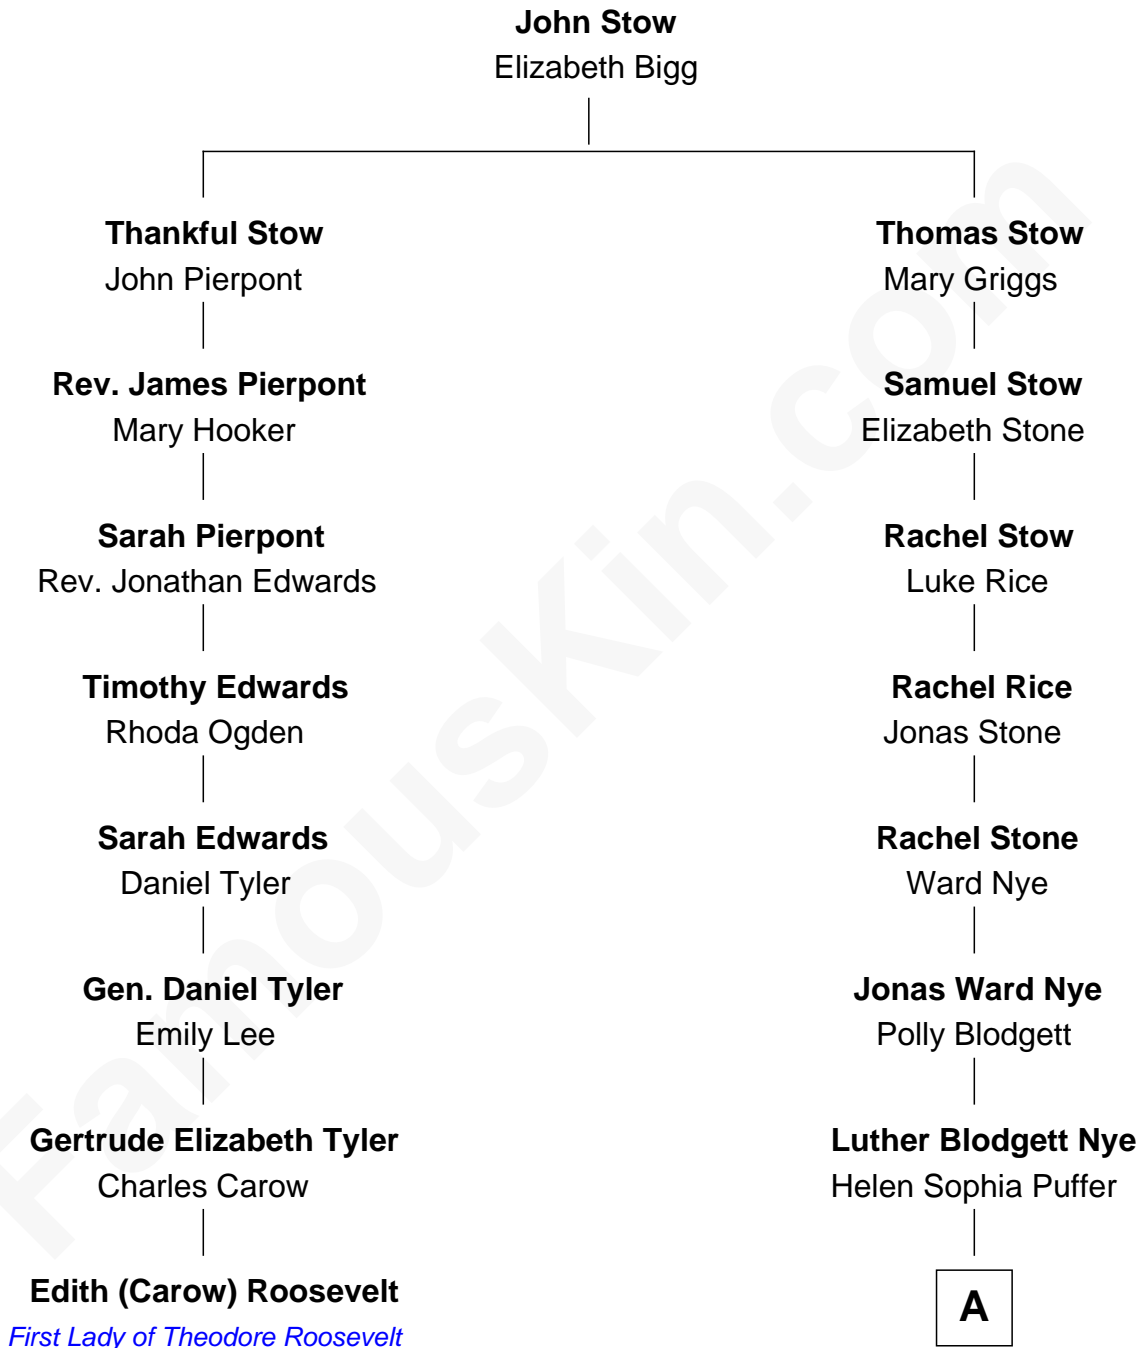 John Stow
Elizabeth Bigg
Thankful Stow
John Pierpont
Rev. James Pierpont
Mary Hooker
Sarah Pierpont
Rev. Jonathan Edwards
Timothy Edwards
Rhoda Ogden
Sarah Edwards
Daniel Tyler
Gen. Daniel Tyler
Emily Lee
Gertrude Elizabeth Tyler
Charles Carow
Edith (Carow) Roosevelt
First Lady of Theodore Roosevelt
Thomas Stow
Mary Griggs
Samuel Stow
Elizabeth Stone
Rachel Stow
Luke Rice
Rachel Rice
Jonas Stone
Rachel Stone
Ward Nye
Jonas Ward Nye
Polly Blodgett
Luther Blodgett Nye
Helen Sophia Puffer
A
FamousKin.com